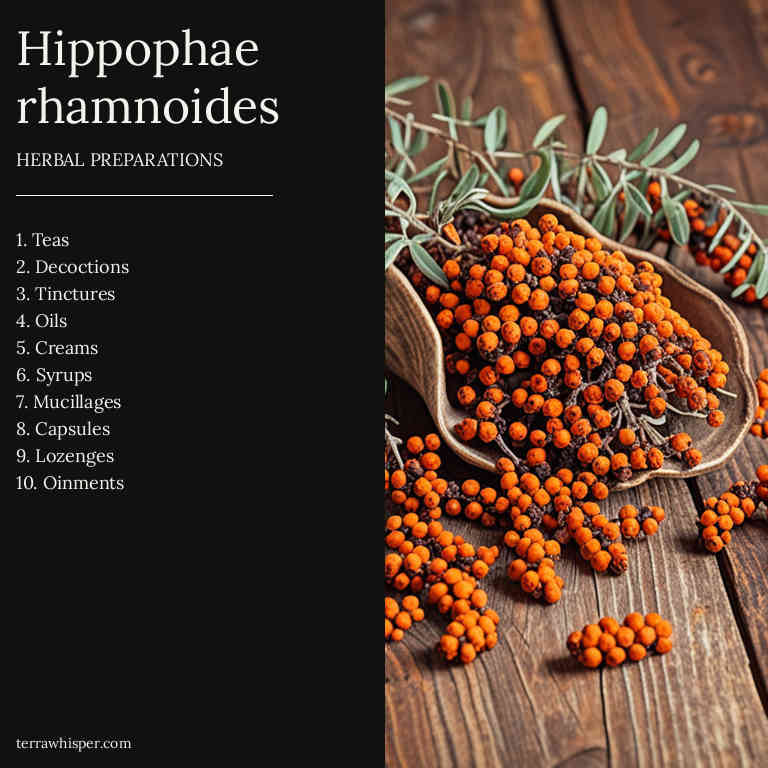 Hippophae
rhamnoides
HERBAL PREPARATIONS
1. Teas
2. Decoctions
3. Tinctures
4. Oils
5. Creams
6. Syrups
7. Mucillages
8. Capsules
9. Lozenges
10. Oinments
terrawhisper.com